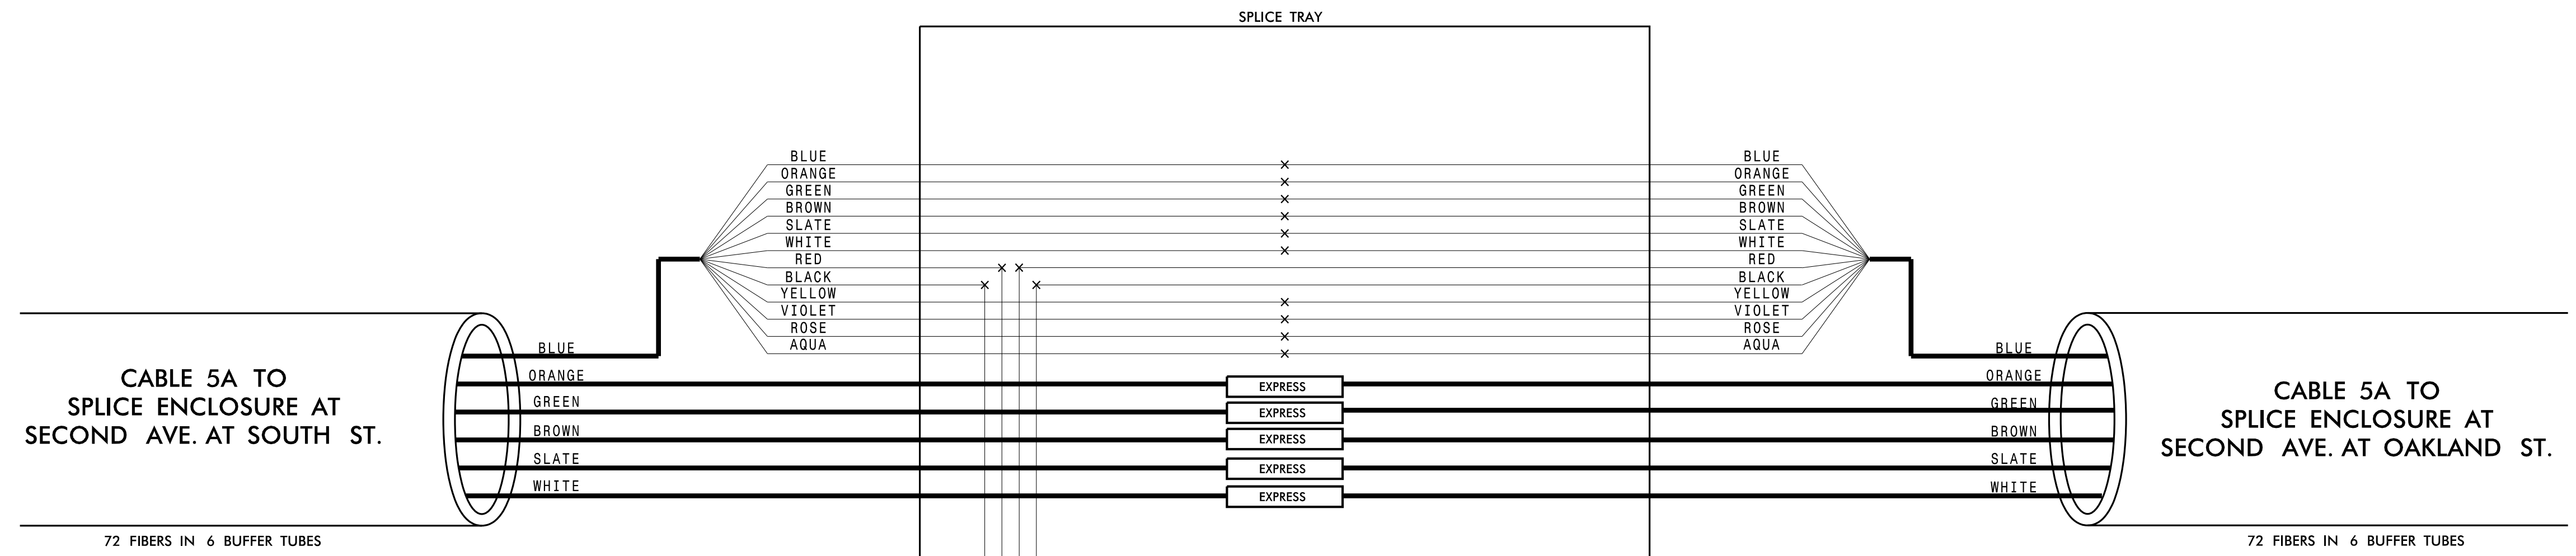 SPLICE TRAY
BLUE BLUE
ORANGE ORANGE
GREEN GREEN
BROWN BROWN
SLATE SLATE
WHITE WHITE
RED RED
BLACK BLACK
YELLOW YELLOW
VIOLET VIOLET
ROSE ROSE
AQUA AQUA
BLUE BLUE
ORANGE EXPRESS ORANGE
GREEN EXPRESS GREEN
BROWN EXPRESS BROWN
SLATE EXPRESS SLATE
WHITE EXPRESS WHITE
CABLE 5A TO
SPLICE ENCLOSURE AT
SECOND AVE. AT SOUTH ST.
72 FIBERS IN 6 BUFFER TUBES
CABLE 5A TO
SPLICE ENCLOSURE AT
SECOND AVE. AT OAKLAND ST.
72 FIBERS IN 6 BUFFER TUBES